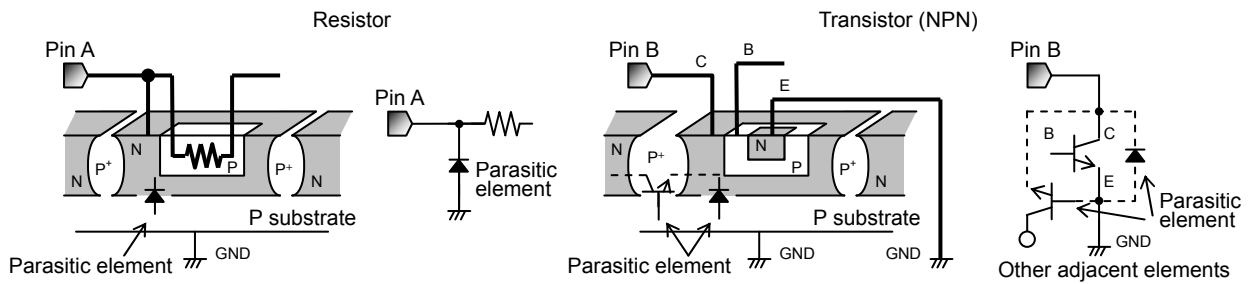 Resistor
Transistor (NPN)
Pin A
Pin B
C
B
E
Pin B
Pin A
N
N
P+
P
P+
N
Parasitic
element
P substrate
GND
Parasitic element
N
P+
N
P
P+
N
P substrate
GND
GND
Parasitic element
B
C
E
Parasitic
element
GND
Other adjacent elements